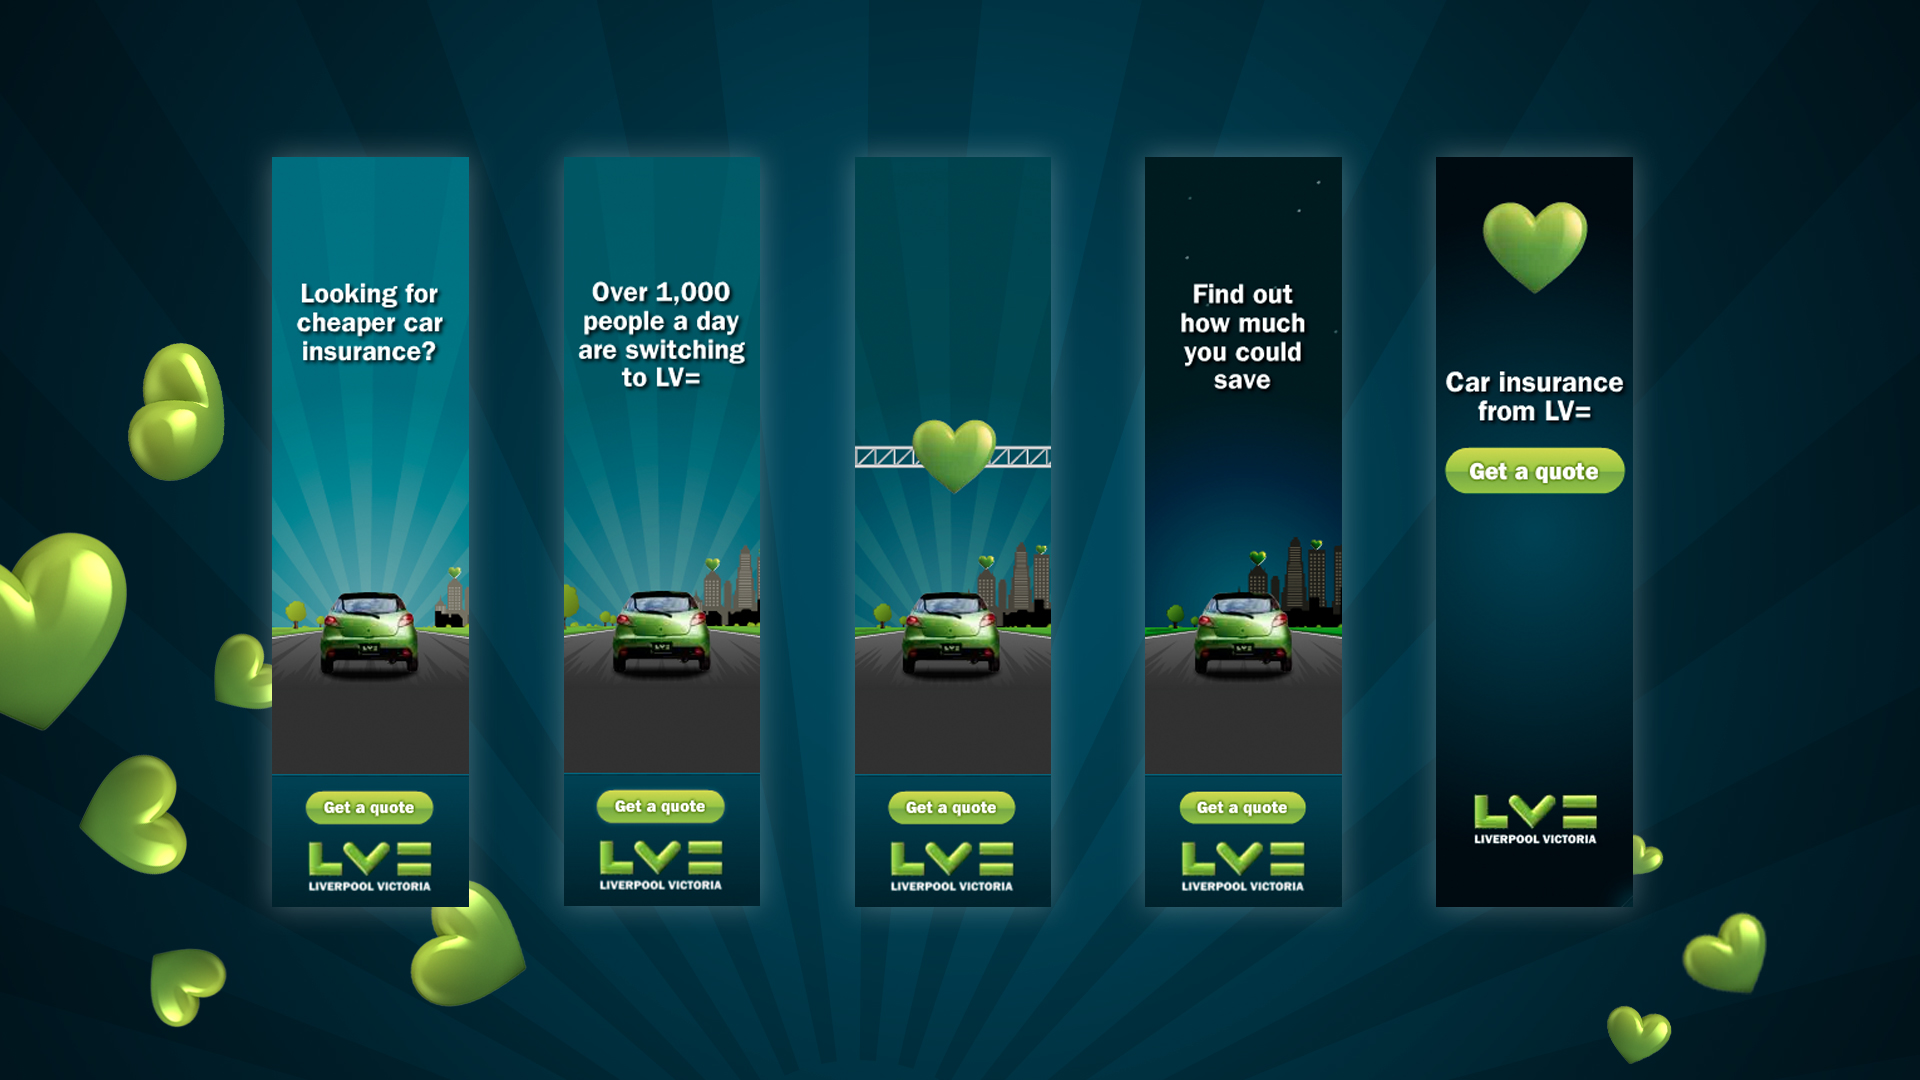 Looking for
cheaper car
insurance?
Get a quote
LV=
LIVERPOOL VICTORIA
Over 1,000
people a day
are switching
to LV=
Get a quote
LV=
LIVERPOOL VICTORIA
Get a quote
LV=
LIVERPOOL VICTORIA
Find out
how much
you could
save
Get a quote
LV=
LIVERPOOL VICTORIA
Car insurance
from LV=
Get a quote
LV=
LIVERPOOL VICTORIA